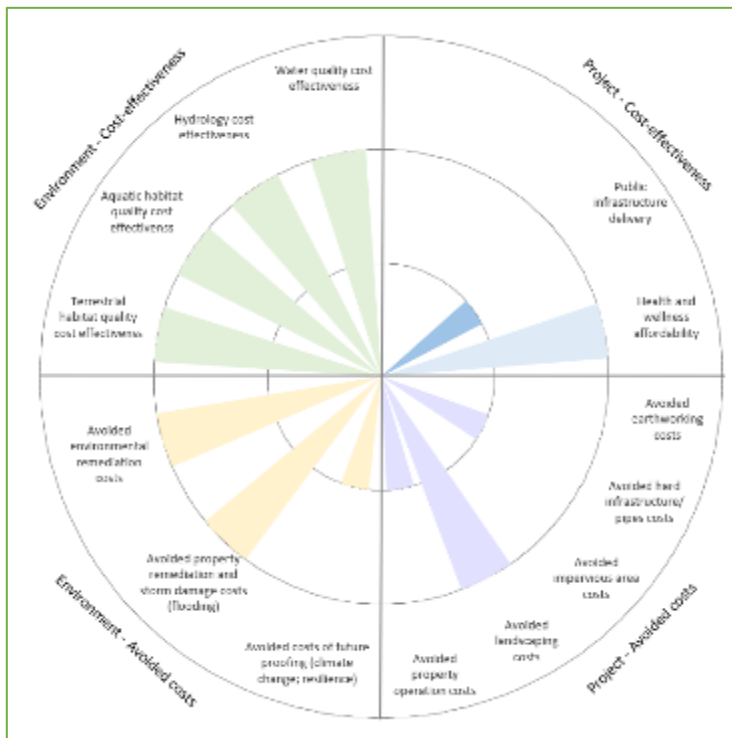 Environment - Cost-effectiveness
Water quality cost
effectiveness
Hydrology cost
effectiveness
Aquatic habitat
quality cost
effectivenss
Terrestrial
habitat quality
cost effectivenss
Project - Cost-effectiveness
Public
infrastructure
delivery
Health and
wellness
affordability
Avoided
earthworking
costs
Avoided hard
infrastructure/
pipes costs
Avoided
impervious area
costs
Avoided
landscaping
costs
Avoided
property
operation costs
Project - Avoided costs
Avoided
environmental
remediation
costs
Avoided property
remediation and
storm damage costs
(flooding)
Avoided costs of future
proofing (climate
change; resilience)
Environment - Avoided costs